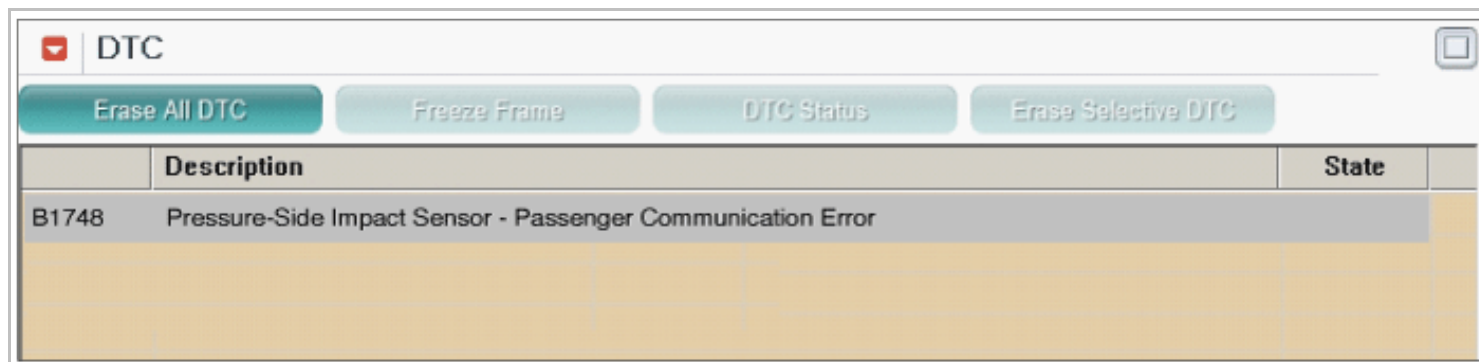 DTC
Erase All DTC Freeze Frame DTC Status Erase Selective DTC
Description State
B1748 Pressure-Side Impact Sensor - Passenger Communication Error